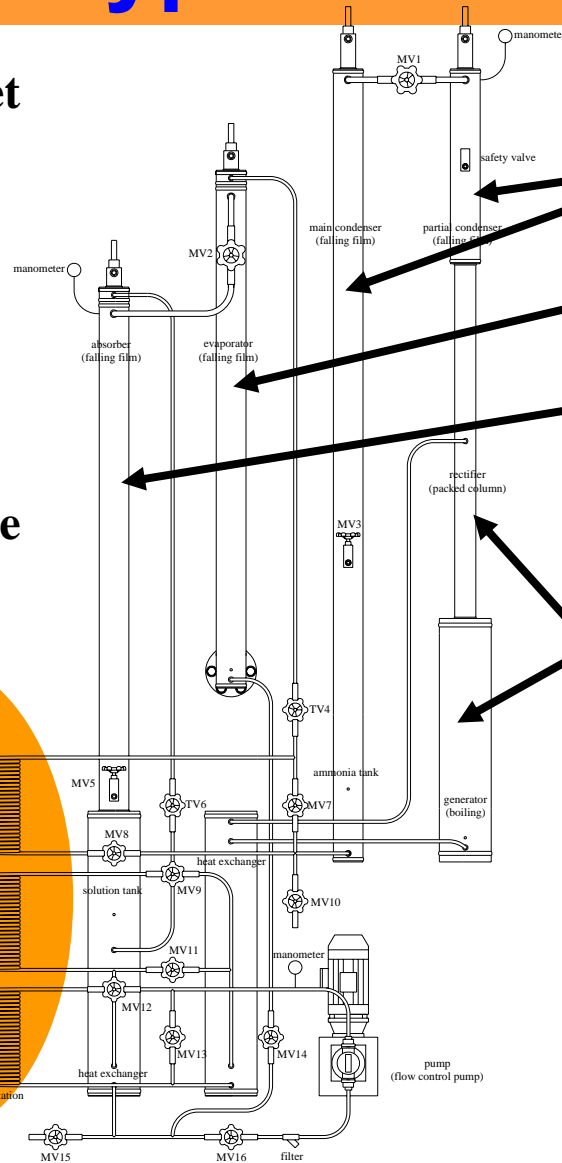 manometer
MV1
safety valve
main condenser
(falling film)
partial condenser
(falling film)
MV2
manometer
absorber
(falling film)
evaporator
(falling film)
rectifier
(packed column)
MV3
TV4
ammonia tank
MV5
TV6
MV7
generator
(boiling)
MV8
heat exchanger
solution tank
MV9
MV10
MV11
manometer
MV12
MV13
MV14
heat exchanger
pump
(flow control pump)
MV15
MV16
filter